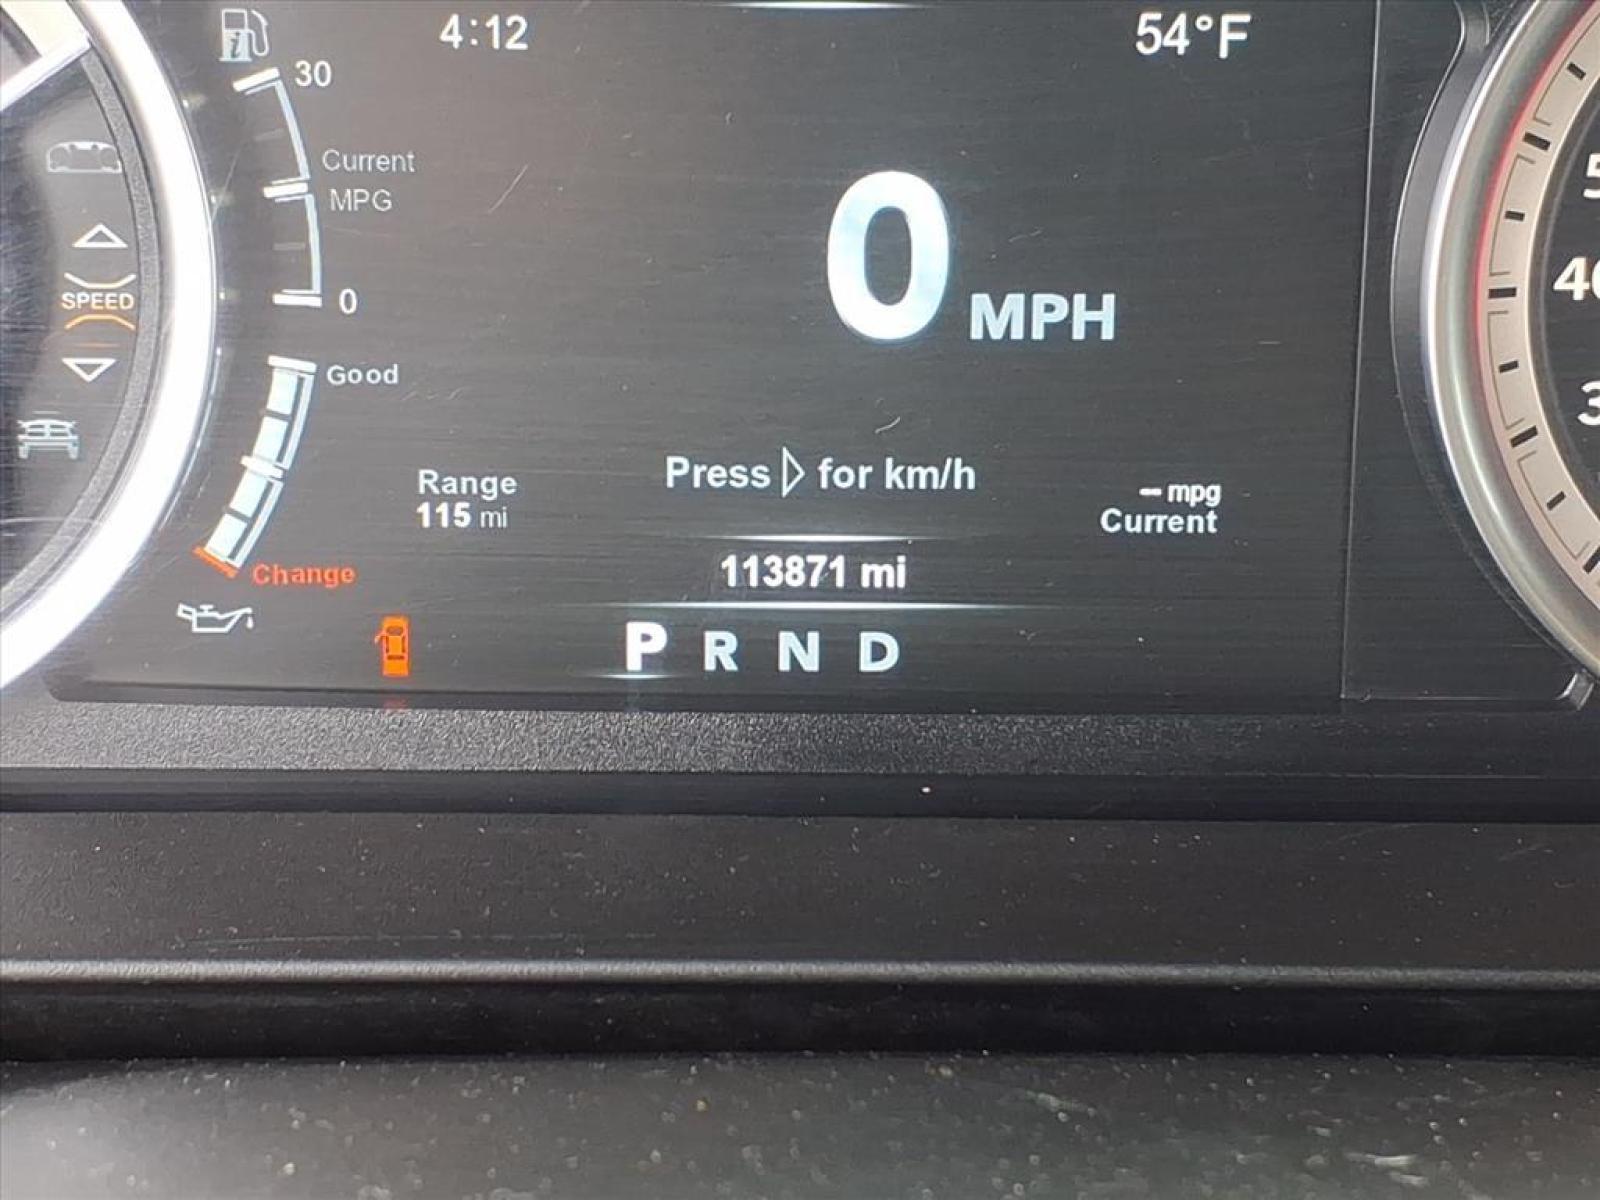 4:12
54°F
30
Current
MPG
0
SPEED
0 MPH
Good
Range
115 mi
Press ▷ for km/h
-- mpg
Current
113871 mi
Change
P R N D